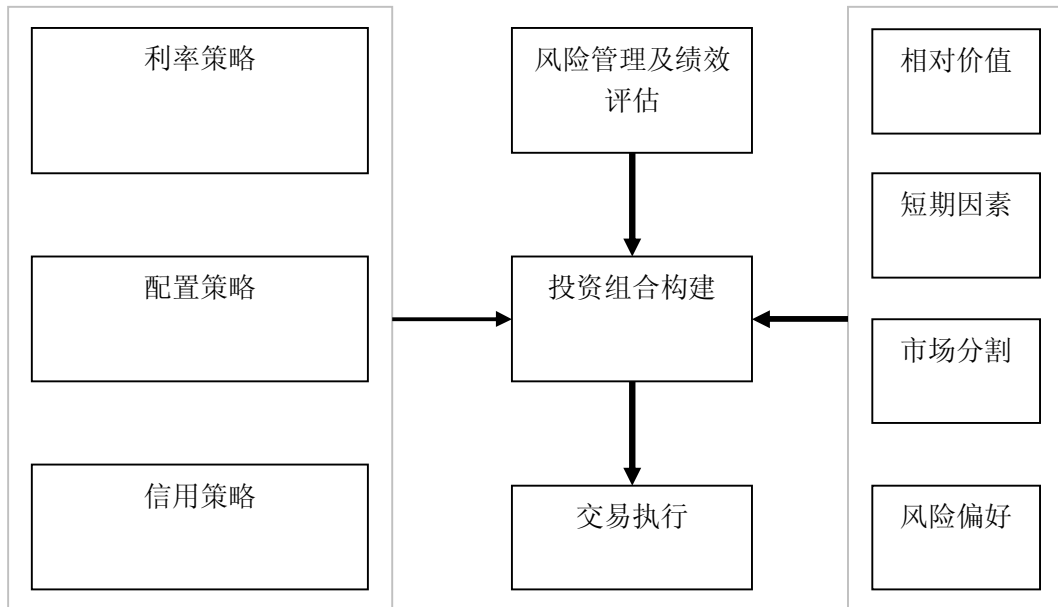 利率策略
配置策略
信用策略
风险管理及绩效
评估
投资组合构建
交易执行
相对价值
短期因素
市场分割
风险偏好